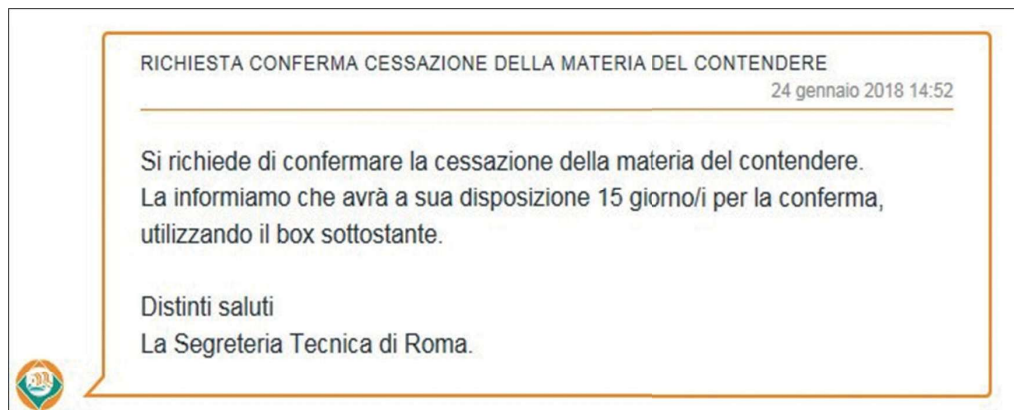 RICHIESTA CONFERMA CESSAZIONE DELLA MATERIA DEL CONTENDERE
24 gennaio 2018 14:52
Si richiede di confermare la cessazione della materia del contendere.
La informiamo che avrà a sua disposizione 15 giorno/i per la conferma,
utilizzando il box sottostante.
Distinti saluti
La Segreteria Tecnica di Roma.